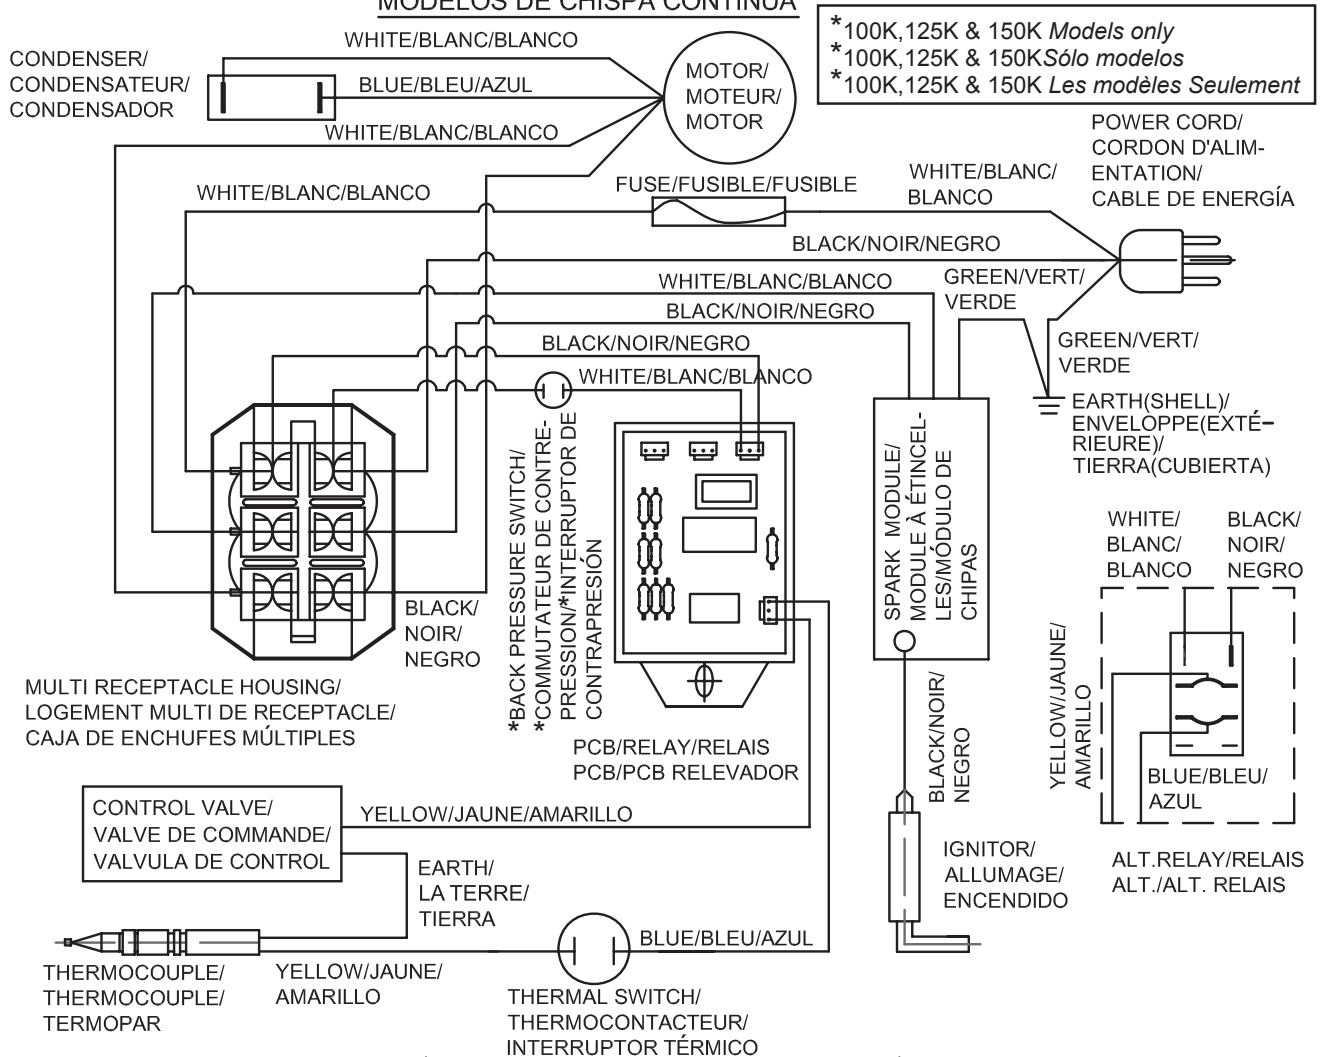 MODELOS DE CHISPA CONTINUA
*100K,125K & 150K Models only
*100K,125K & 150K Sólo modelos
*100K,125K & 150K Les modèles Seulement
CONDENSER/
CONDENSATEUR/
CONDENSADOR
WHITE/BLANC/BLANCO
BLUE/BLEU/AZUL
WHITE/BLANC/BLANCO
MOTOR/
MOTEUR/
MOTOR
POWER CORD/
CORDON D'ALIM-
ENTATION/
CABLE DE ENERGÍA
WHITE/BLANC/BLANCO
FUSE/FUSIBLE/FUSIBLE
WHITE/BLANC/
BLANCO
BLACK/NOIR/NEGRO
WHITE/BLANC/BLANCO
GREEN/VERT/
VERDE
BLACK/NOIR/NEGRO
BLACK/NOIR/NEGRO
WHITE/BLANC/BLANCO
GREEN/VERT/
VERDE
EARTH(SHELL)/
ENVELOPPE(EXTÉ-
RIEURE)/
TIERRA(CUBIERTA)
*BACK PRESSURE SWITCH/
*COMMUTATEUR DE CONTRE-
PRESSION/*INTERRUPTOR DE
CONTRAPRESIÓN
SPARK MODULE/
MODULE À ÉTINCEL-
LES/MÓDULO DE
CHIPAS
BLACK/
NOIR/
NEGRO
WHITE/
BLANC/
BLANCO
BLACK/
NOIR/
NEGRO
YELLOW/JAUNE/
AMARILLO
BLUE/BLEU/
AZUL
ALT.RELAY/RELAIS
ALT./ALT. RELAIS
MULTI RECEPTACLE HOUSING/
LOGEMENT MULTI DE RECEPTACLE/
CAJA DE ENCHUFES MÚLTIPLES
PCB/RELAY/RELAIS
PCB/PCB RELEVADOR
BLACK/NOIR/
NEGRO
CONTROL VALVE/
VALVE DE COMMANDE/
VALVULA DE CONTROL
YELLOW/JAUNE/AMARILLO
EARTH/
LA TERRE/
TIERRA
IGNITOR/
ALLUMAGE/
ENCENDIDO
BLUE/BLEU/AZUL
THERMOCOUPLE/
THERMOCOUPLE/
TERMOPAR
YELLOW/JAUNE/
AMARILLO
THERMAL SWITCH/
THERMOCONTACTEUR/
INTERRUPTOR TÉRMICO